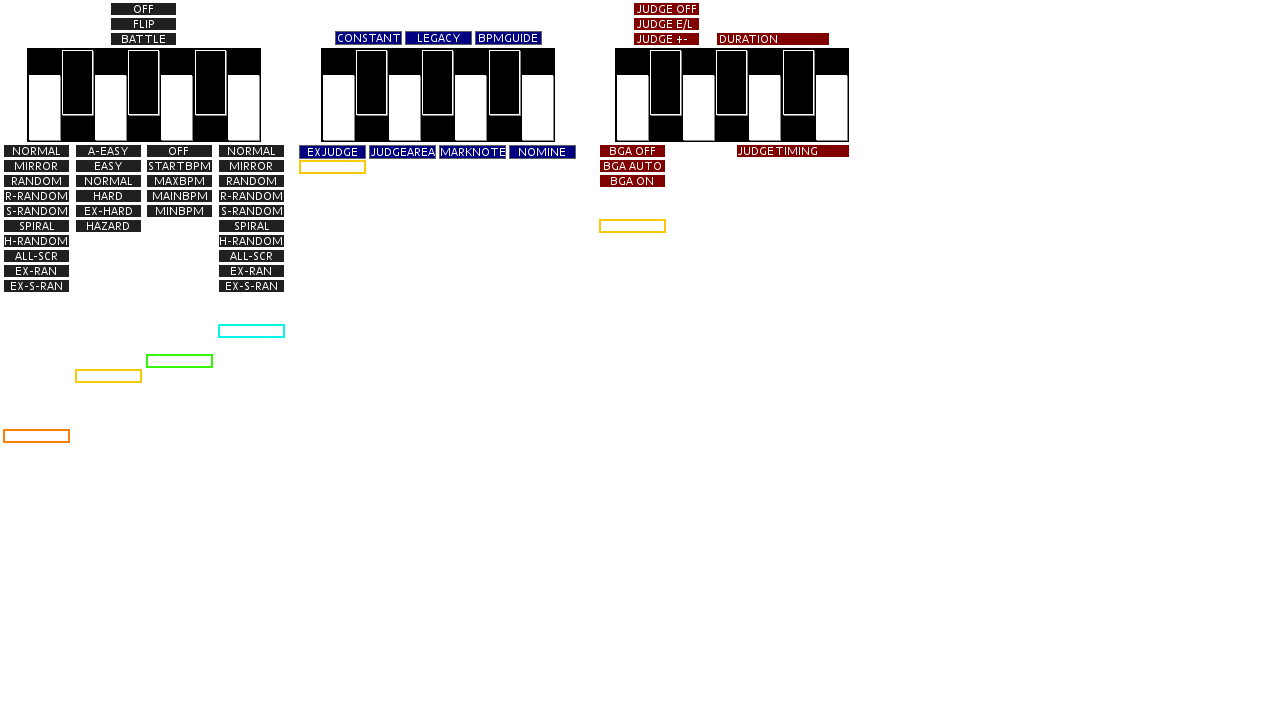 OFF
FLIP
BATTLE
NORMAL
MIRROR
RANDOM
R-RANDOM
S-RANDOM
SPIRAL
H-RANDOM
ALL-SCR
EX-RAN
EX-S-RAN
A-EASY
EASY
NORMAL
HARD
EX-HARD
HAZARD
OFF
STARTBPM
MAXBPM
MAINBPM
MINBPM
NORMAL
MIRROR
RANDOM
R-RANDOM
S-RANDOM
SPIRAL
H-RANDOM
ALL-SCR
EX-RAN
EX-S-RAN
CONSTANT
LEGACY
BPMGUIDE
EXJUDGE
JUDGEAREA
MARKNOTE
NOMINE
JUDGE OFF
JUDGE E/L
JUDGE +-
DURATION
BGA OFF
BGA AUTO
BGA ON
JUDGE TIMING